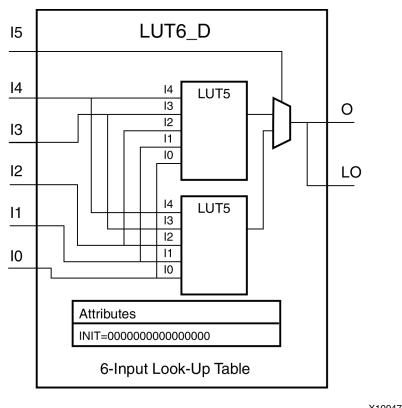 I5
LUT6_D
I4
I4
LUT5
I3
I3
I2
O
I1
I0
I2
LO
I4
LUT5
I3
I1
I2
I1
I0
I0
Attributes
INIT=0000000000000000
6-Input Look-Up Table